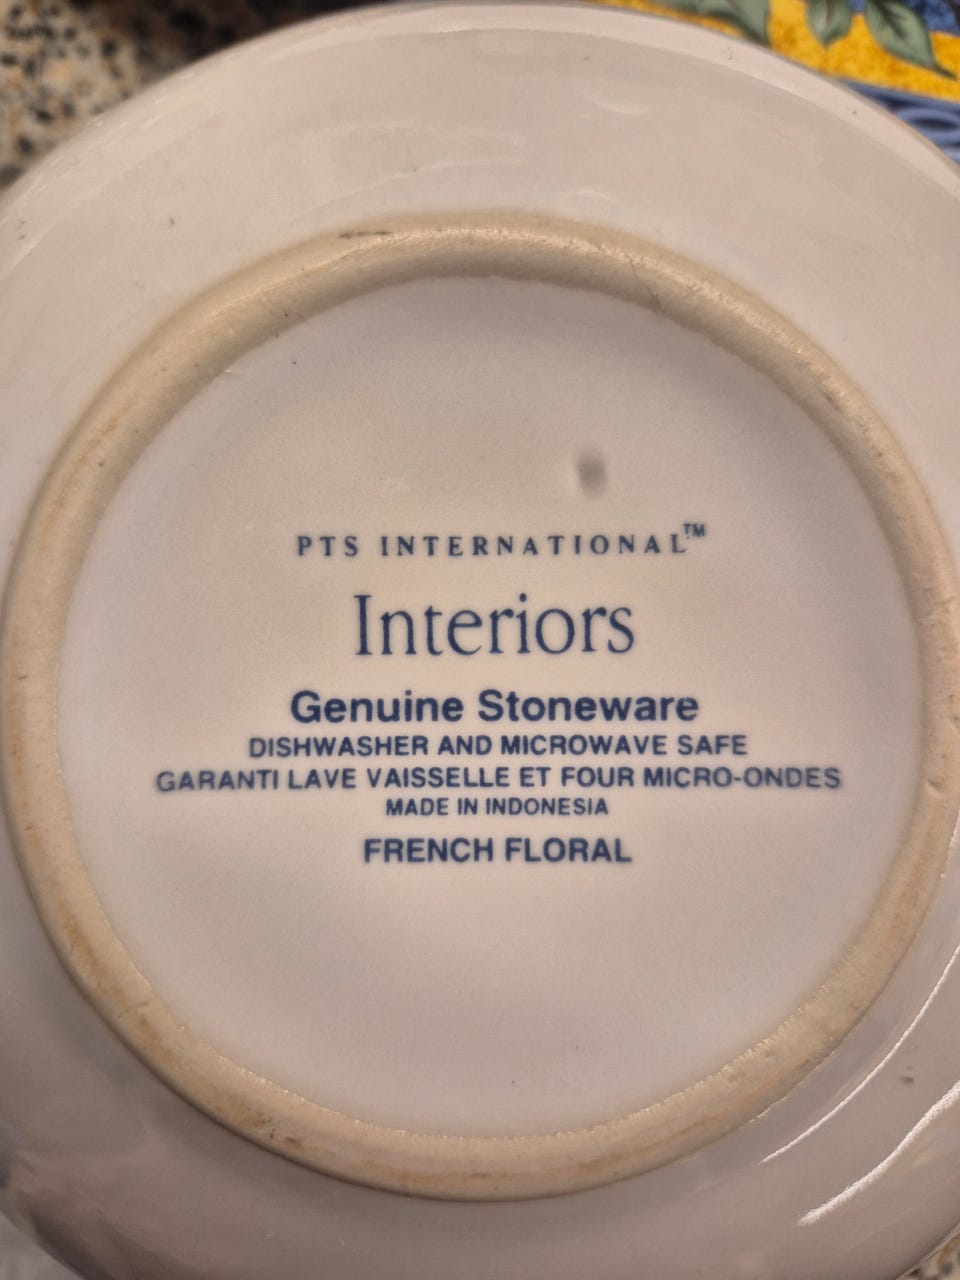 PTS INTERNATIONAL™
Interiors
Genuine Stoneware
DISHWASHER AND MICROWAVE SAFE
GARANTI LAVE VAISSELLE ET FOUR MICRO-ONDES
MADE IN INDONESIA
FRENCH FLORAL